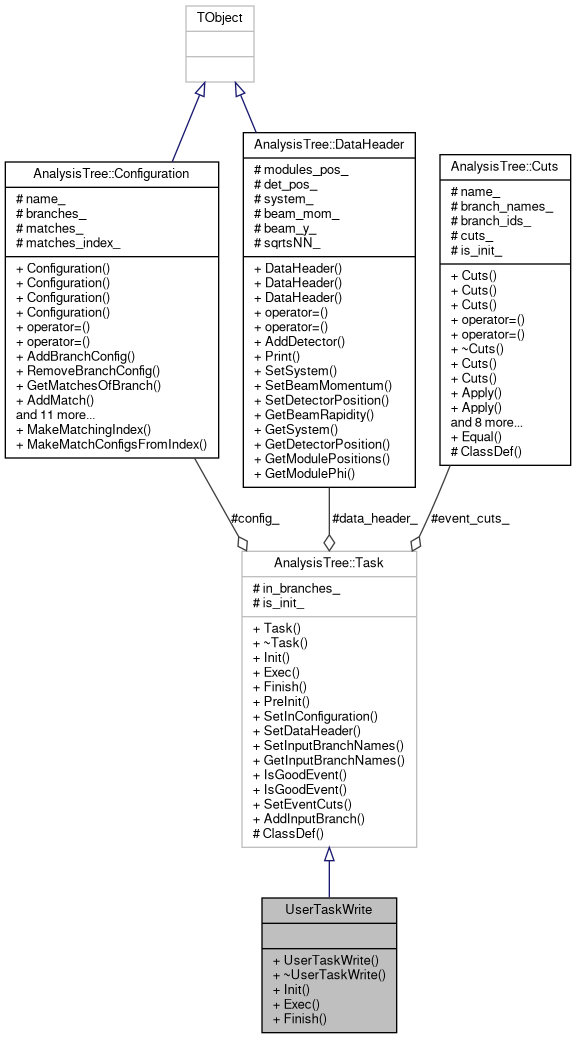 TObject
AnalysisTree::DataHeader
# modules_pos_
# det_pos_
# system_
# beam_mom_
# beam_y_
# sqrtsNN_
+ DataHeader()
+ DataHeader()
+ DataHeader()
+ operator=()
+ operator=()
+ AddDetector()
+ Print()
+ SetSystem()
+ SetBeamMomentum()
+ SetDetectorPosition()
+ GetBeamRapidity()
+ GetSystem()
+ GetDetectorPosition()
+ GetModulePositions()
+ GetModulePhi()
AnalysisTree::Configuration
# name_
# branches_
# matches_
# matches_index_
+ Configuration()
+ Configuration()
+ Configuration()
+ Configuration()
+ operator=()
+ operator=()
+ AddBranchConfig()
+ RemoveBranchConfig()
+ GetMatchesOfBranch()
+ AddMatch()
and 11 more...
+ MakeMatchingIndex()
+ MakeMatchConfigsFromIndex()
AnalysisTree::Cuts
# name_
# branch_names_
# branch_ids_
# cuts_
# is_init_
+ Cuts()
+ Cuts()
+ Cuts()
+ operator=()
+ operator=()
+ ~Cuts()
+ Cuts()
+ Cuts()
+ Apply()
+ Apply()
and 8 more...
+ Equal()
# ClassDef()
#config_
#data_header_
#event_cuts_
AnalysisTree::Task
# in_branches_
# is_init_
+ Task()
+ ~Task()
+ Init()
+ Exec()
+ Finish()
+ PreInit()
+ SetInConfiguration()
+ SetDataHeader()
+ SetInputBranchNames()
+ GetInputBranchNames()
+ IsGoodEvent()
+ IsGoodEvent()
+ SetEventCuts()
+ AddInputBranch()
# ClassDef()
UserTaskWrite
+ UserTaskWrite()
+ ~UserTaskWrite()
+ Init()
+ Exec()
+ Finish()